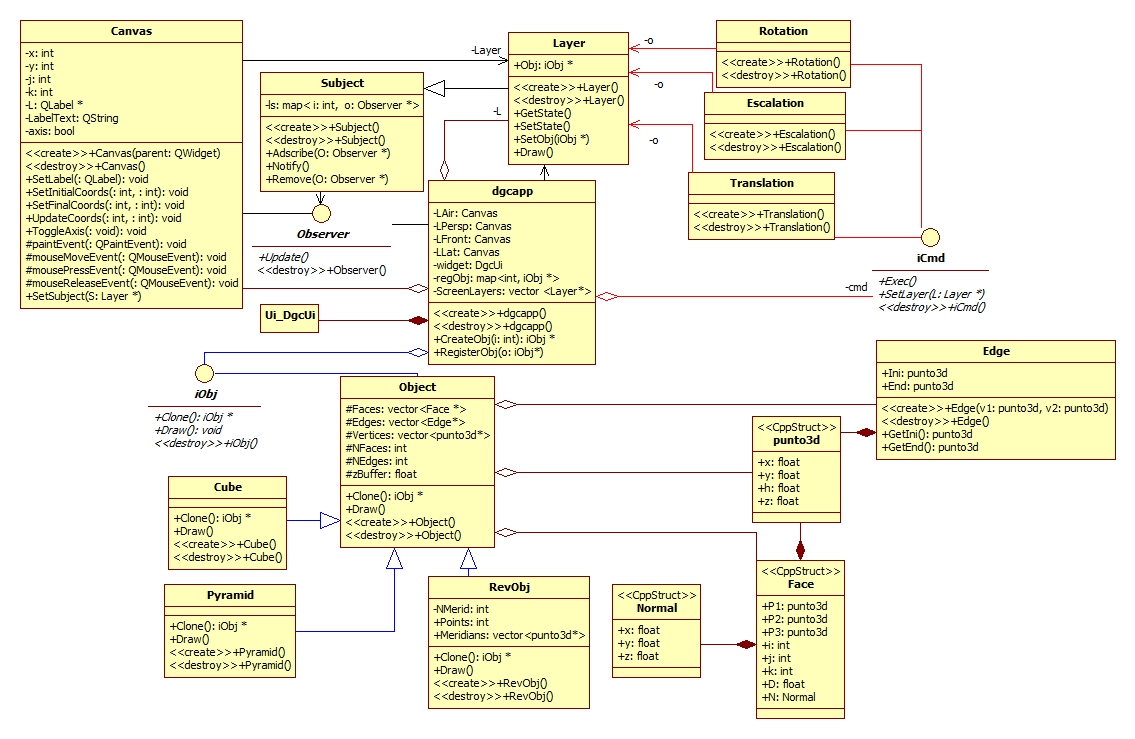 Canvas
-x: int
-y: int
-j: int
-k: int
-L: QLabel *
-LabelText: QString
-axis: bool
<<create>>+Canvas(parent: QWidget)
<<destroy>>+Canvas()
+SetLabel(: QLabel): void
+SetInitialCoords(: int, : int): void
+SetFinalCoords(: int, : int): void
+UpdateCoords(: int, : int): void
+ToggleAxis(: void): void
#paintEvent(: QPaintEvent): void
#mouseMoveEvent(: QMouseEvent): void
#mousePressEvent(: QMouseEvent): void
#mouseReleaseEvent(: QMouseEvent): void
+SetSubject(S: Layer *)
Subject
-ls: map< i: int, o: Observer *>
<<create>>+Subject()
<<destroy>>+Subject()
+Adscribe(O: Observer *)
+Notify()
+Remove(O: Observer *)
Observer
+Update()
<<destroy>>+Observer()
-Layer
-L
Layer
+Obj: iObj *
<<create>>+Layer()
<<destroy>>+Layer()
+GetState()
+SetState()
+SetObj(iObj *)
+Draw()
-o
-o
-o
Rotation
<<create>>+Rotation()
<<destroy>>+Rotation()
Escalation
<<create>>+Escalation()
<<destroy>>+Escalation()
Translation
<<create>>+Translation()
<<destroy>>+Translation()
iCmd
+Exec()
+SetLayer(L: Layer *)
<<destroy>>+iCmd()
-cmd
dgcapp
-LAir: Canvas
-LPersp: Canvas
-LFront: Canvas
-LLat: Canvas
-widget: DgcUi
-regObj: map<int, iObj *>
-ScreenLayers: vector <Layer*>
<<create>>+dgcapp()
<<destroy>>+dgcapp()
+CreateObj(i: int): iObj *
+RegisterObj(o: iObj*)
Ui_DgcUi
iObj
+Clone(): iObj *
+Draw(): void
<<destroy>>+iObj()
Object
#Faces: vector<Face *>
#Edges: vector<Edge*>
#Vertices: vector<punto3d*>
#NFaces: int
#NEdges: int
#zBuffer: float
+Clone(): iObj *
+Draw()
<<create>>+Object()
<<destroy>>+Object()
Edge
+Ini: punto3d
+End: punto3d
<<create>>+Edge(v1: punto3d, v2: punto3d)
<<destroy>>+Edge()
+GetIni(): punto3d
+GetEnd(): punto3d
<<CppStruct>>
punto3d
+x: float
+y: float
+h: float
+z: float
Cube
+Clone(): iObj *
+Draw()
<<create>>+Cube()
<<destroy>>+Cube()
Pyramid
+Clone(): iObj *
+Draw()
<<create>>+Pyramid()
<<destroy>>+Pyramid()
RevObj
-NMerid: int
+Points: int
+Meridians: vector<punto3d*>
+Clone(): iObj *
+Draw()
<<create>>+RevObj()
<<destroy>>+RevObj()
<<CppStruct>>
Normal
+x: float
+y: float
+z: float
<<CppStruct>>
Face
+P1: punto3d
+P2: punto3d
+P3: punto3d
+i: int
+j: int
+k: int
+D: float
+N: Normal